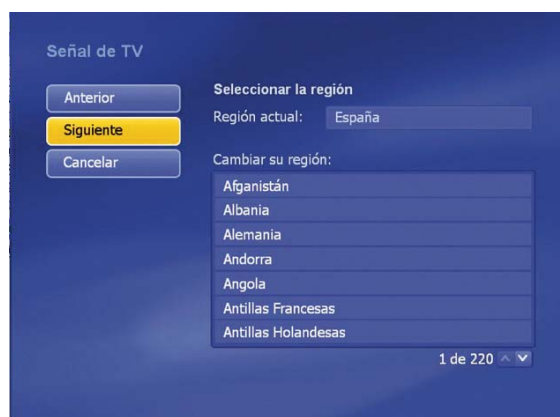 Señal de TV
Anterior
Siguiente
Cancelar
Seleccionar la región
Región actual: España
Cambiar su región:
Afganistán
Albania
Alemania
Andorra
Angola
Antillas Francesas
Antillas Holandesas
1 de 220